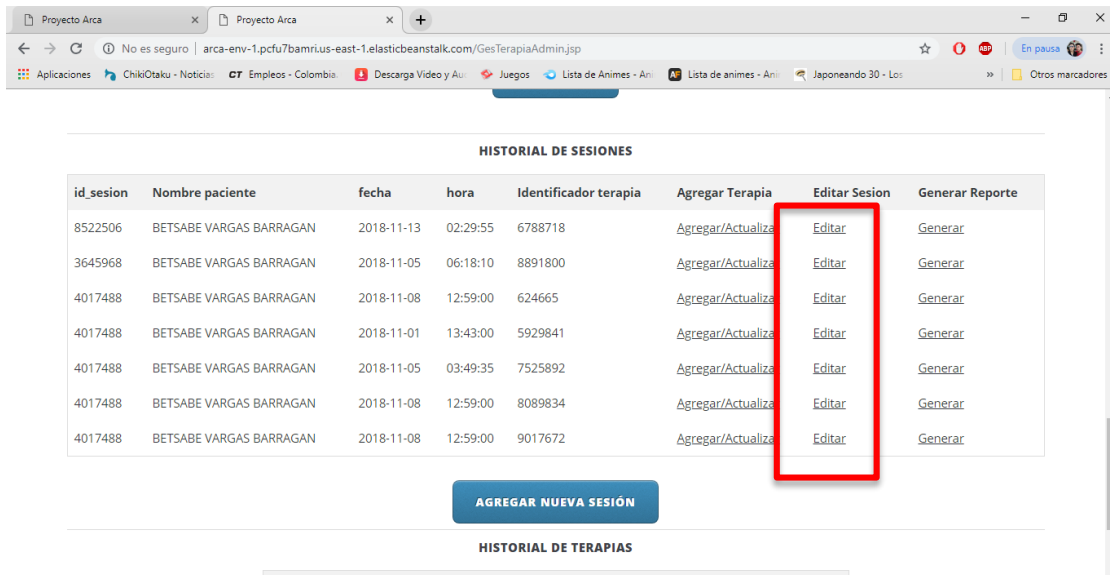 Proyecto Arca
Proyecto Arca
No es seguro | arca-env-1.pcfu7bamri.us-east-1.elasticbeanstalk.com/GesTerapiaAdmin.jsp
En pausa
Aplicaciones ChikiOtaku - Noticias CT Empleos - Colombia. Descarga Video y Au Juegos Lista de Animes - Ani Lista de animes - Ani Japoneando 30 - Los » Otros marcadores
HISTORIAL DE SESIONES
id_sesion Nombre paciente fecha hora Identificador terapia Agregar Terapia Editar Sesion Generar Reporte
8522506 BETSABE VARGAS BARRAGAN 2018-11-13 02:29:55 6788718 Agregar/Actualiza Editar Generar
3645968 BETSABE VARGAS BARRAGAN 2018-11-05 06:18:10 8891800 Agregar/Actualiza Editar Generar
4017488 BETSABE VARGAS BARRAGAN 2018-11-08 12:59:00 624665 Agregar/Actualiza Editar Generar
4017488 BETSABE VARGAS BARRAGAN 2018-11-01 13:43:00 5929841 Agregar/Actualiza Editar Generar
4017488 BETSABE VARGAS BARRAGAN 2018-11-05 03:49:35 7525892 Agregar/Actualiza Editar Generar
4017488 BETSABE VARGAS BARRAGAN 2018-11-08 12:59:00 8089834 Agregar/Actualiza Editar Generar
4017488 BETSABE VARGAS BARRAGAN 2018-11-08 12:59:00 9017672 Agregar/Actualiza Editar Generar
AGREGAR NUEVA SESIÓN
HISTORIAL DE TERAPIAS